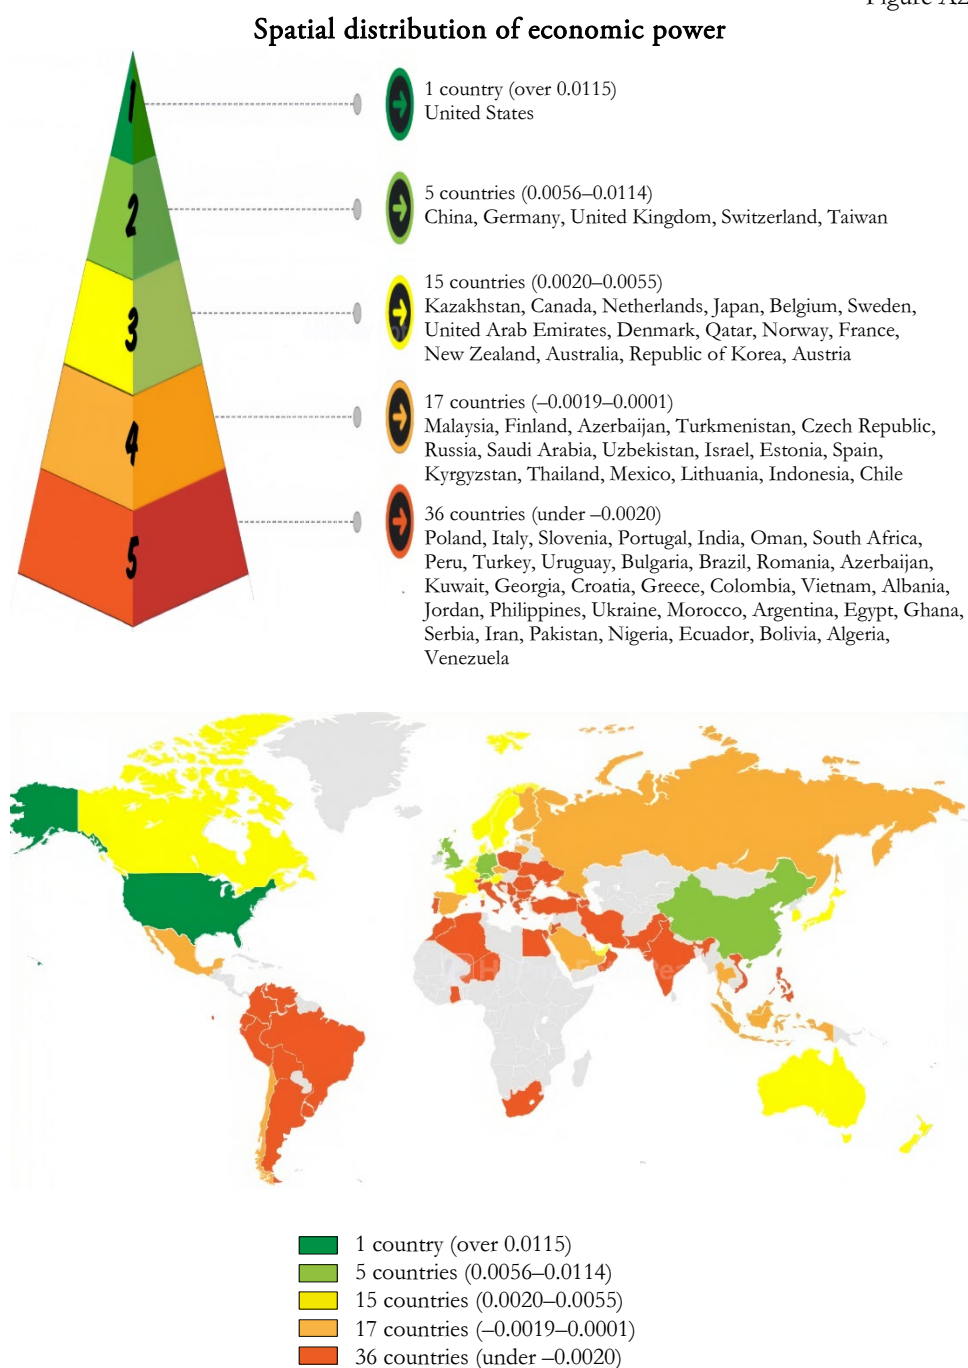 Figure A2
Spatial distribution of economic power
1
1 country (over 0.0115)
United States
2
5 countries (0.0056–0.0114)
China, Germany, United Kingdom, Switzerland, Taiwan
3
15 countries (0.0020–0.0055)
Kazakhstan, Canada, Netherlands, Japan, Belgium, Sweden,
United Arab Emirates, Denmark, Qatar, Norway, France,
New Zealand, Australia, Republic of Korea, Austria
4
17 countries (–0.0019–0.0001)
Malaysia, Finland, Azerbaijan, Turkmenistan, Czech Republic,
Russia, Saudi Arabia, Uzbekistan, Israel, Estonia, Spain,
Kyrgyzstan, Thailand, Mexico, Lithuania, Indonesia, Chile
5
36 countries (under –0.0020)
Poland, Italy, Slovenia, Portugal, India, Oman, South Africa,
Peru, Turkey, Uruguay, Bulgaria, Brazil, Romania, Azerbaijan,
Kuwait, Georgia, Croatia, Greece, Colombia, Vietnam, Albania,
Jordan, Philippines, Ukraine, Morocco, Argentina, Egypt, Ghana,
Serbia, Iran, Pakistan, Nigeria, Ecuador, Bolivia, Algeria,
Venezuela
1 country (over 0.0115)
5 countries (0.0056–0.0114)
15 countries (0.0020–0.0055)
17 countries (–0.0019–0.0001)
36 countries (under –0.0020)